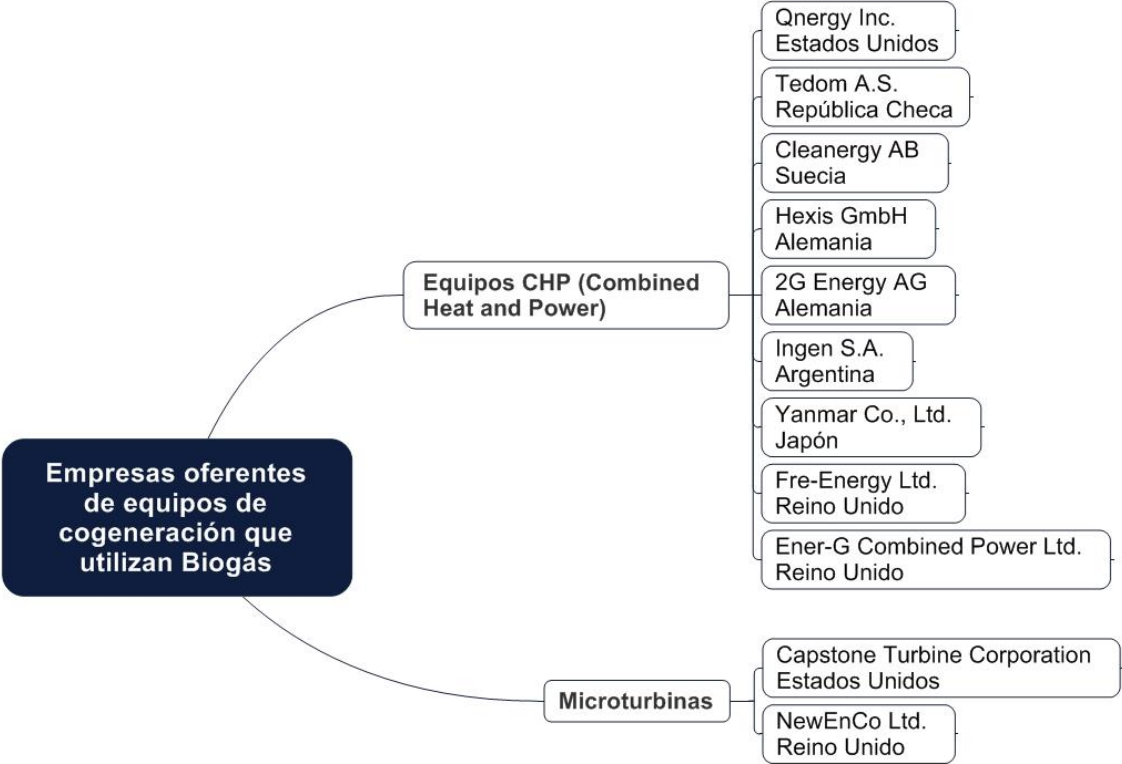 Empresas oferentes
de equipos de
cogeneración que
utilizan Biogás
Equipos CHP (Combined
Heat and Power)
Qnergy Inc.
Estados Unidos
Tedom A.S.
República Checa
Cleanergy AB
Suecia
Hexis GmbH
Alemania
2G Energy AG
Alemania
Ingen S.A.
Argentina
Yanmar Co., Ltd.
Japón
Fre-Energy Ltd.
Reino Unido
Ener-G Combined Power Ltd.
Reino Unido
Microturbinas
Capstone Turbine Corporation
Estados Unidos
NewEnCo Ltd.
Reino Unido